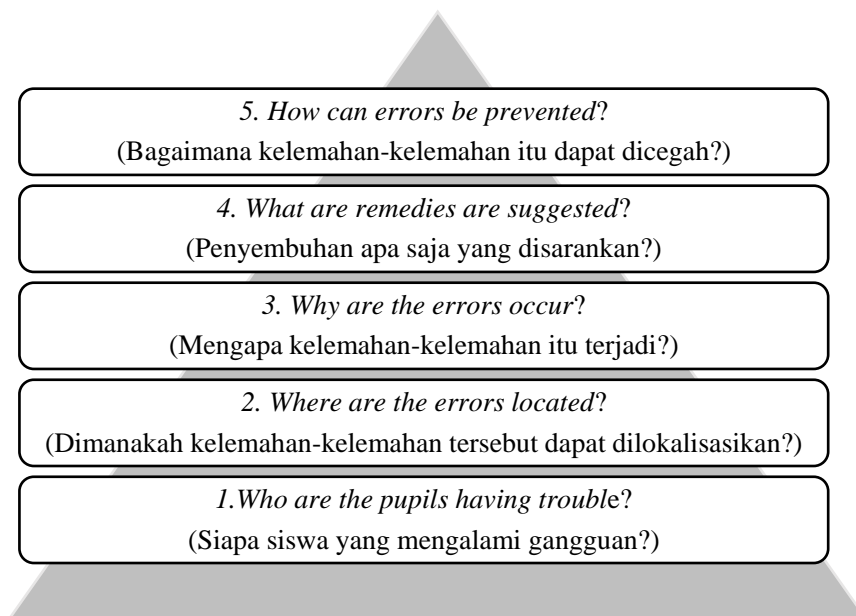 5. How can errors be prevented?
(Bagaimana kelemahan-kelemahan itu dapat dicegah?)
4. What are remedies are suggested?
(Penyembuhan apa saja yang disarankan?)
3. Why are the errors occur?
(Mengapa kelemahan-kelemahan itu terjadi?)
2. Where are the errors located?
(Dimanakah kelemahan-kelemahan tersebut dapat dilokalisasikan?)
1.Who are the pupils having trouble?
(Siapa siswa yang mengalami gangguan?)